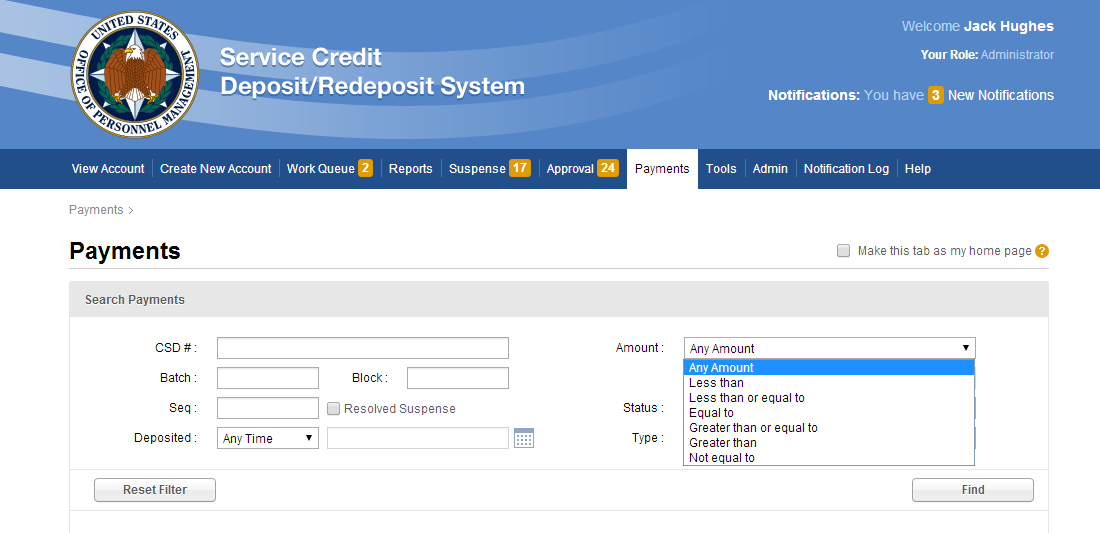 UNITED STATES
OFFICE OF PERSONNEL MANAGEMENT
Service Credit
Deposit/Redeposit System
Welcome Jack Hughes
Your Role: Administrator
Notifications: You have 3 New Notifications
View Account Create New Account Work Queue 2 Reports Suspense 17 Approval 24 Payments Tools Admin Notification Log Help
Payments >
Payments
Make this tab as my home page ?
Search Payments
CSD # : Amount : Any Amount
Any Amount
Batch : Block :
Less than
Less than or equal to
Seq : Resolved Suspense Status :
Equal to
Greater than or equal to
Deposited : Any Time Type :
Greater than
Not equal to
Reset Filter Find